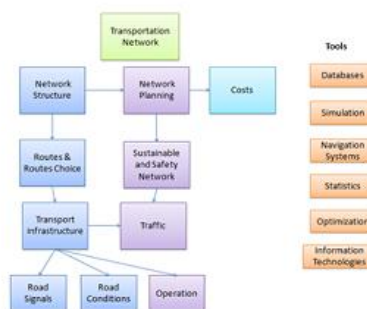 Transportation
Network
Tools
Network
Structure
Network
Planning
Costs
Databases
Simulation
Routes &
Routes Choice
Sustainable
and Safety
Network
Navigation
Systems
Statistics
Transport
Infrastructure
Traffic
Optimization
Information
Technologies
Road
Signals
Road
Conditions
Operation